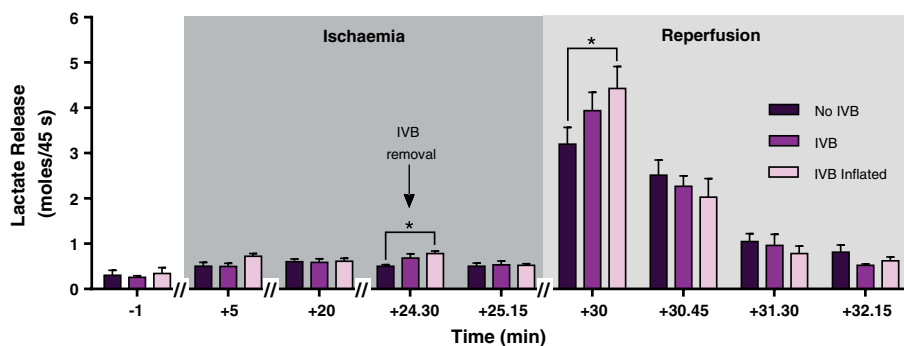 Lactate Release
(moles/45 s)
6
5
4
3
2
1
0
Ischaemia
Reperfusion
IVB
removal
*
*
No IVB
IVB
IVB Inflated
-1 // +5 // +20 // +24.30 // +25.15 // +30 +30.45 +31.30 +32.15
Time (min)